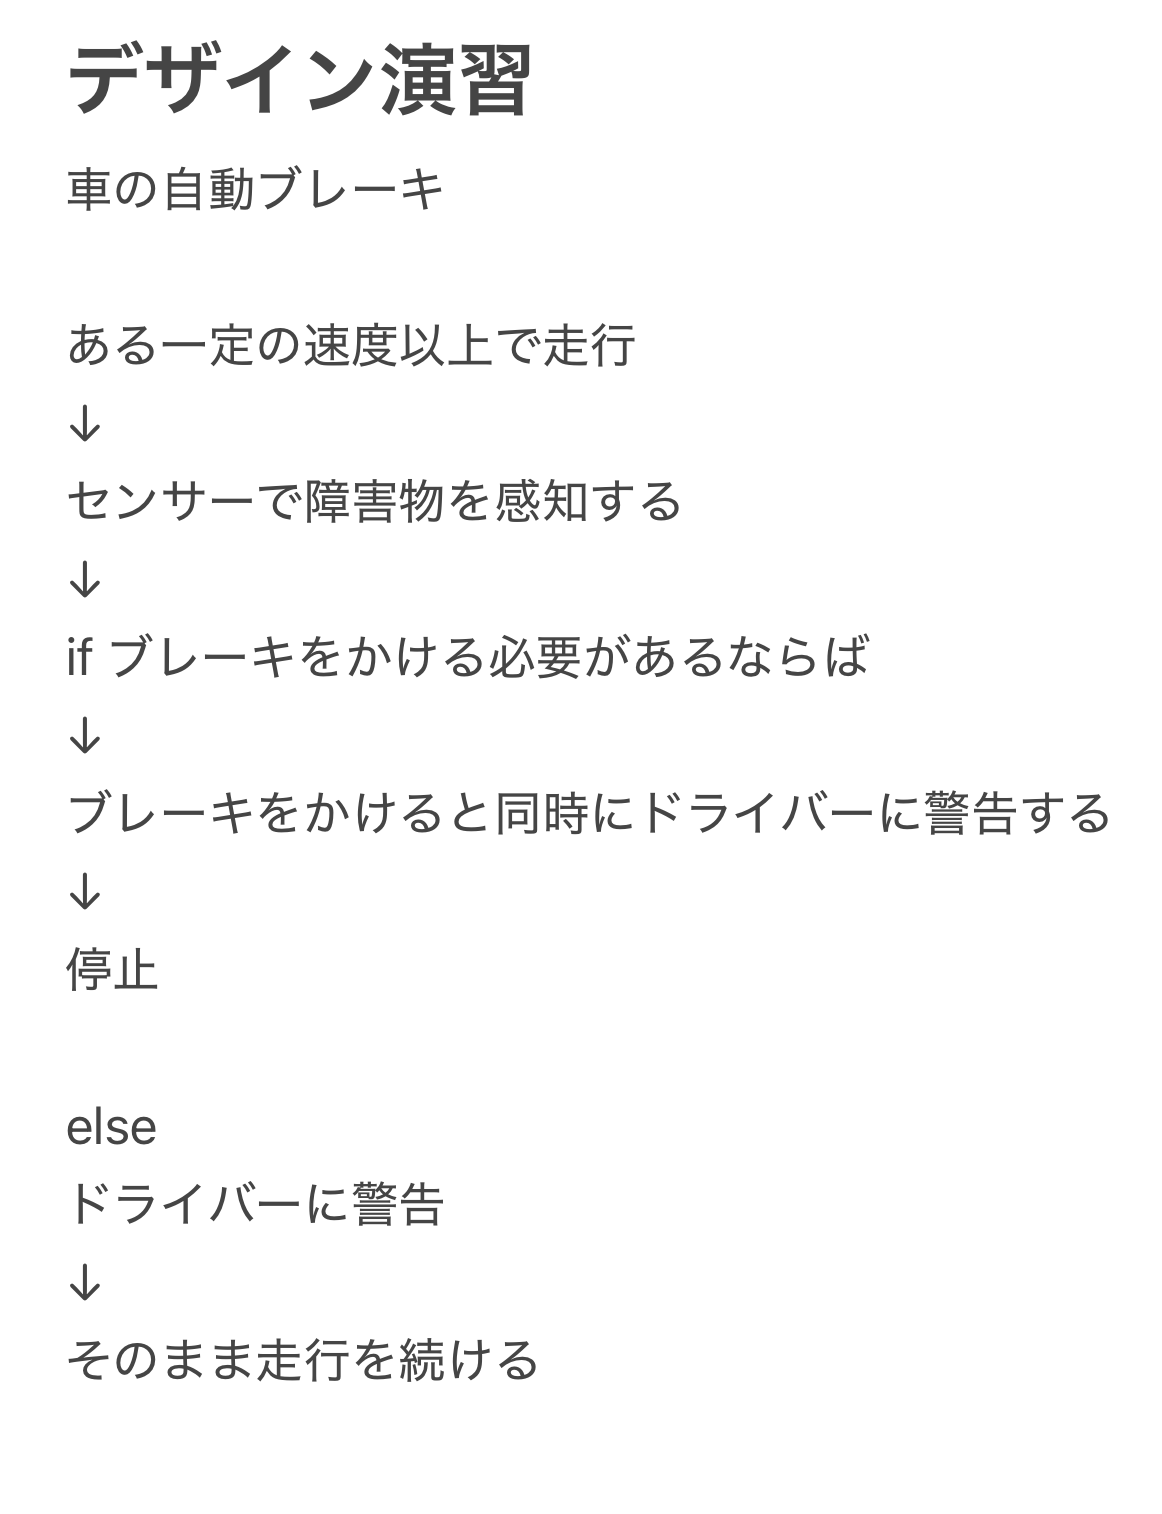 デザイン演習
車の自動ブレーキ
ある一定の速度以上で走行
↓
センサーで障害物を感知する
↓
if ブレーキをかける必要があるならば
↓
ブレーキをかけると同時にドライバーに警告する
↓
停止
else
ドライバーに警告
↓
そのまま走行を続ける